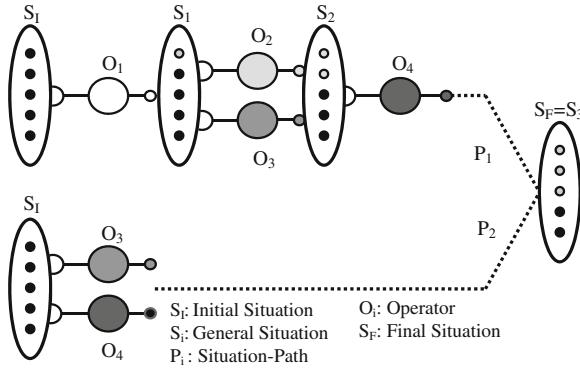 S_I
S_1
S_2
O_1
O_2
O_4
O_3
S_F=S_3
P_1
P_2
S_I
O_3
O_4
S_I: Initial Situation
S_i: General Situation
P_i: Situation-Path
O_i: Operator
S_F: Final Situation